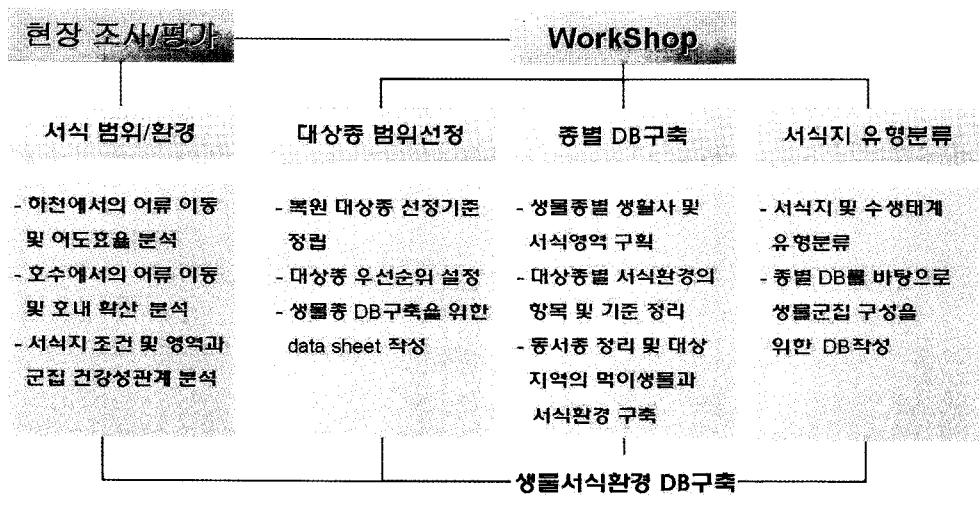 현장 조사/평가
WorkShop
서식 범위/환경
- 하천에서의 어류 이동
및 어도효율 분석
- 호수에서의 어류 이동
및 호내 확산 분석
- 서식지 조건 및 영역과
군집 건강성관계 분석
대상종 범위선정
- 복원 대상종 선정기준
정립
- 대상종 우선순위 설정
- 생물종 DB구축을 위한
data sheet 작성
종별 DB구축
- 생물종별 생활사 및
서식영역 구획
- 대상종별 서식환경의
항목 및 기준 정리
- 동서종 정리 및 대상
지역의 먹이생물과
서식환경 구축
서식지 유형분류
- 서식지 및 수생태계
유형분류
- 종별 DB를 바탕으로
생물군집 구성을
위한 DB작성
생물서식환경 DB구축